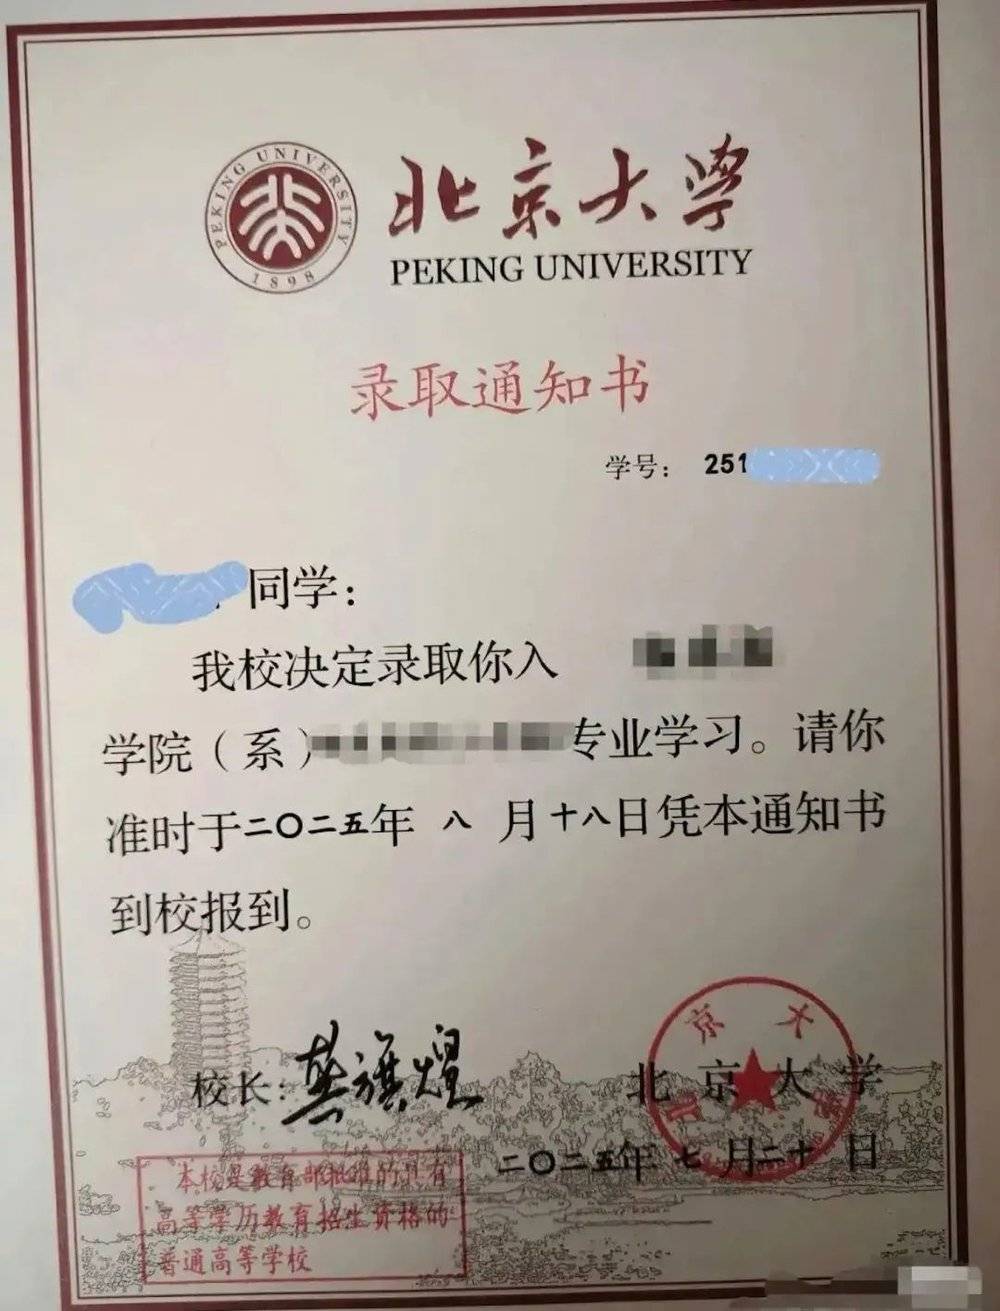 PEKING UNIVERSITY
1898
北京大学
PEKING UNIVERSITY
录取通知书
学号： 251
同学：
我校决定录取你入
学院（系） 专业学习。请你
准时于二〇二五年 八 月十八日凭本通知书
到校报到。
校长：龚旗煌
北京大学
北京大学
二〇二五年 七 月二十 日
本校是教育部批准的具有
高等学历教育招生资格的
普通高等学校